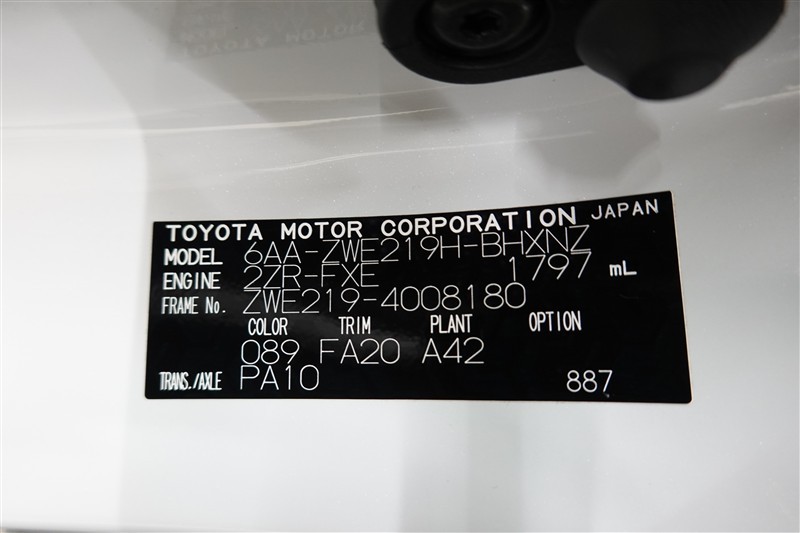 TOYOTA MOTOR CORPORATION JAPAN
MODEL 6AA-ZWE219H-BHXNZ
ENGINE 2ZR-FXE 1797 mL
FRAME No. ZWE219-4008180
COLOR TRIM PLANT OPTION
089 FA20 A42
TRANS./AXLE PA10 887